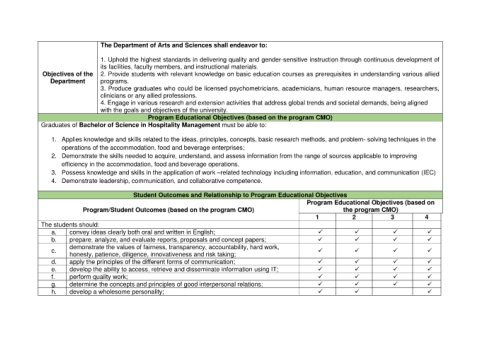 The Department of Arts and Sciences shall endeavor to:
Objectives of the
Department
1. Uphold the highest standards in delivering quality and gender-sensitive instruction through continuous development of
its facilities, faculty members, and instructional materials.
2. Provide students with relevant knowledge on basic education courses as prerequisites in understanding various allied
programs.
3. Produce graduates who could be licensed psychometricians, academicians, human resource managers, researchers,
clinicians or any allied professions.
4. Engage in various research and extension activities that address global trends and societal demands, being aligned
with the goals and objectives of the university.
Program Educational Objectives (based on the program CMO)
Graduates of Bachelor of Science in Hospitality Management must be able to:
1. Applies knowledge and skills related to the ideas, principles, concepts, basic research methods, and problem- solving techniques in the
operations of the accommodation, food and beverage enterprises;
2. Demonstrate the skills needed to acquire, understand, and assess information from the range of sources applicable to improving
efficiency in the accommodation, food and beverage operations.
3. Possess knowledge and skills in the application of work –related technology including information, education, and communication (IEC)
4. Demonstrate leadership, communication, and collaborative competence.
Student Outcomes and Relationship to Program Educational Objectives
Program/Student Outcomes (based on the program CMO)
Program Educational Objectives (based on
the program CMO)
1 2 3 4
The students should:
a. convey ideas clearly both oral and written in English; ✓ ✓ ✓ ✓
b. prepare, analyze, and evaluate reports, proposals and concept papers; ✓ ✓ ✓ ✓
c. demonstrate the values of fairness, transparency, accountability, hard work,
honesty, patience, diligence, innovativeness and risk taking; ✓ ✓ ✓ ✓
d. apply the principles of the different forms of communication; ✓ ✓ ✓ ✓
e. develop the ability to access, retrieve and disseminate information using IT; ✓ ✓ ✓ ✓
f. perform quality work; ✓ ✓ ✓ ✓
g. determine the concepts and principles of good interpersonal relations; ✓ ✓ ✓ ✓
h. develop a wholesome personality; ✓ ✓ ✓